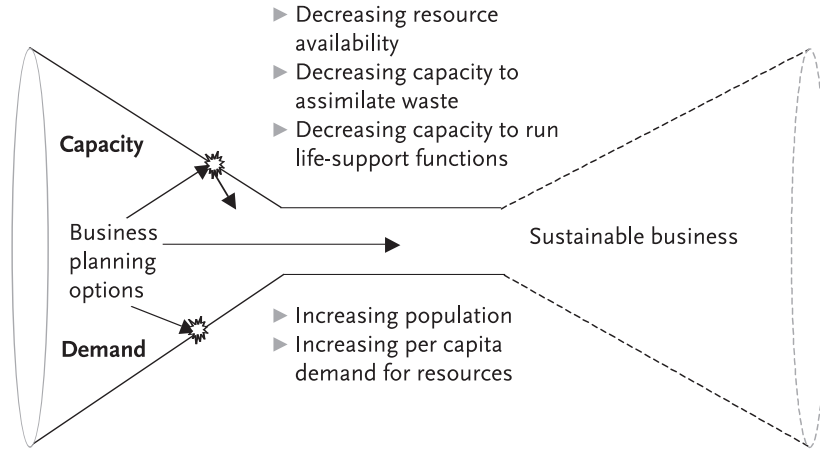 ▶ Decreasing resource
availability
▶ Decreasing capacity to
assimilate waste
▶ Decreasing capacity to run
life-support functions
Capacity
Business
planning
options
Sustainable business
Demand
▶ Increasing population
▶ Increasing per capita
demand for resources